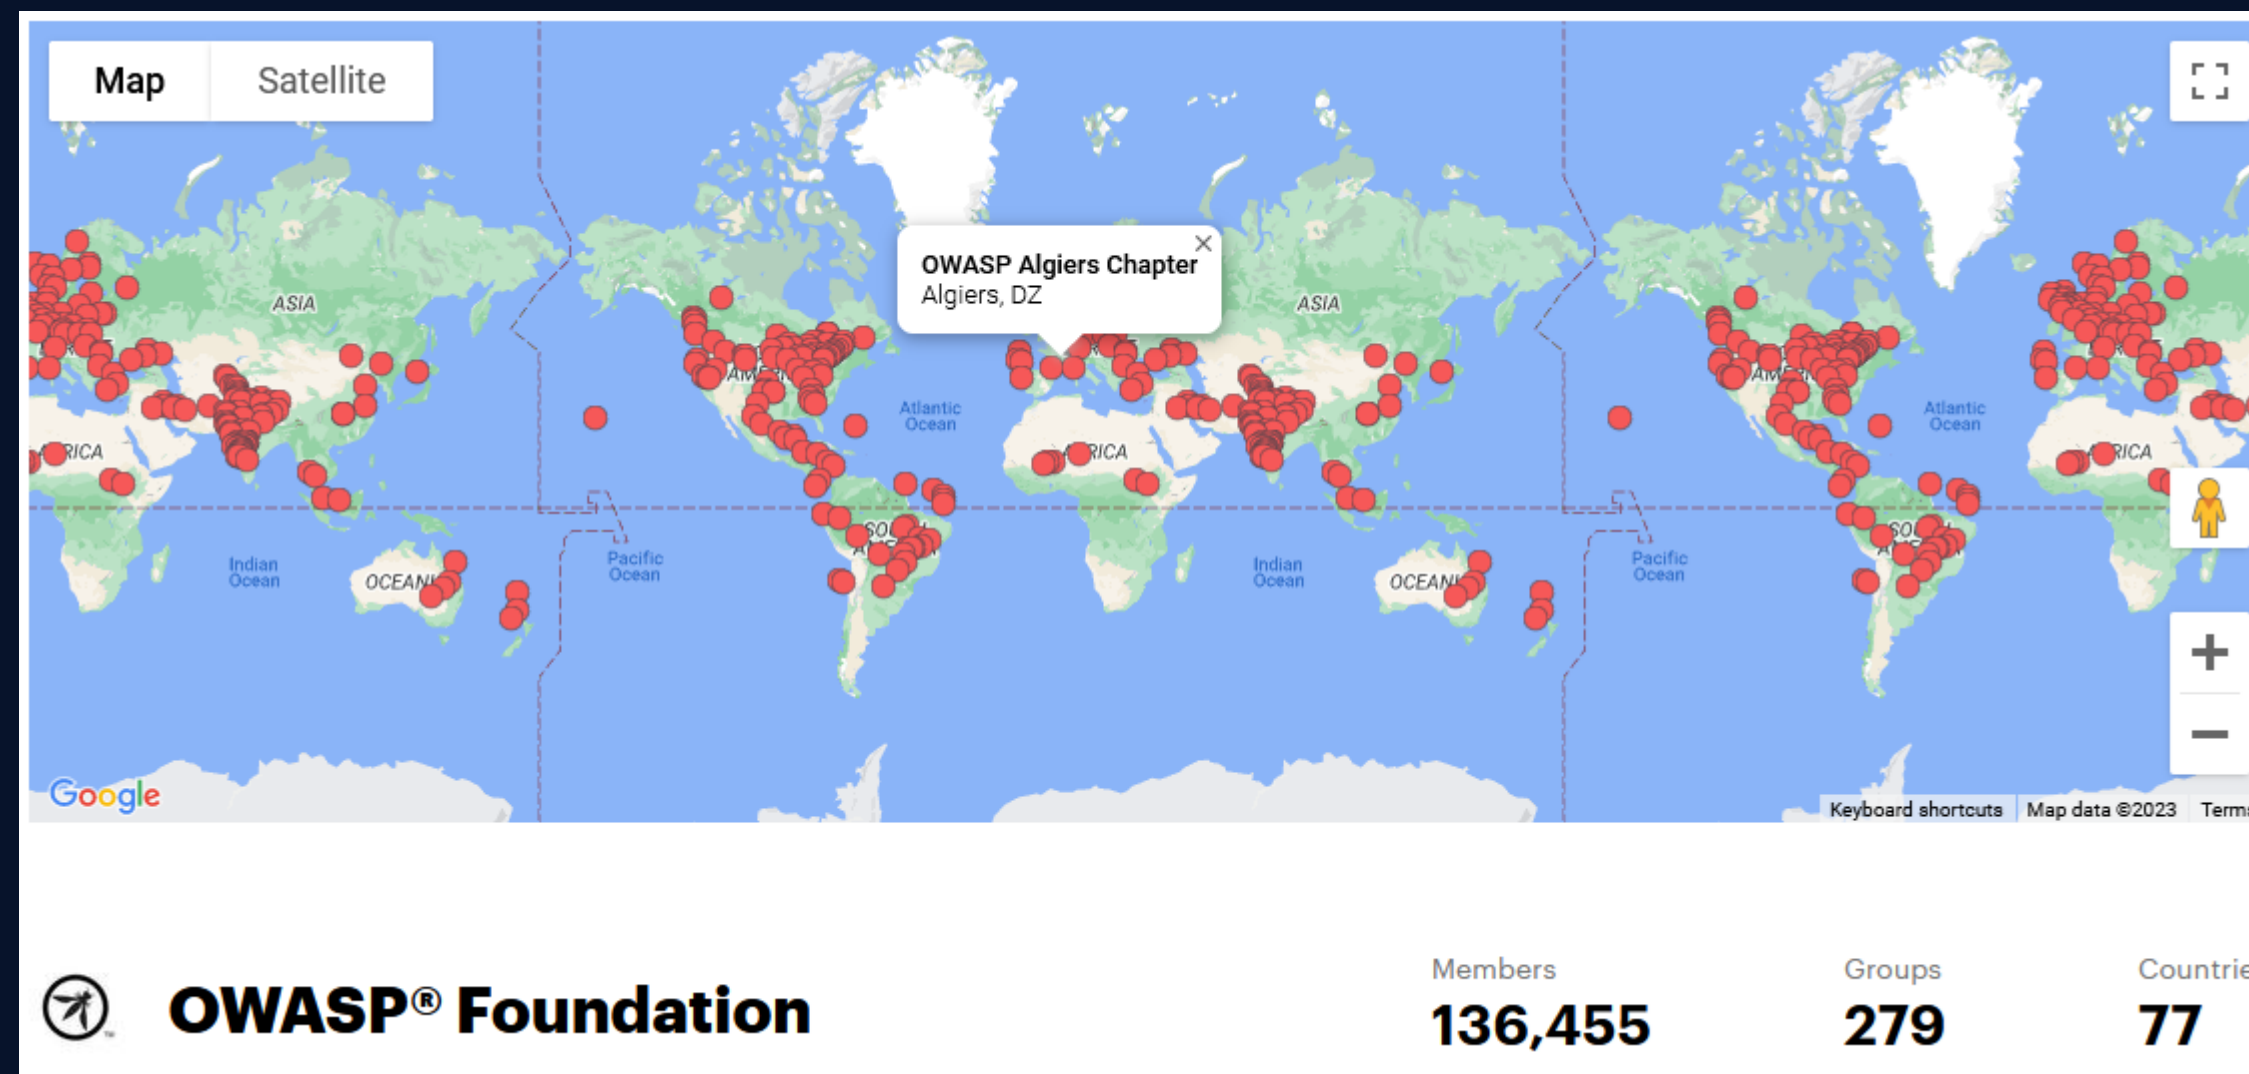 Map
Satellite
OWASP Algiers Chapter
Algiers, DZ
ASIA
ASIA
Atlantic
Ocean
Atlantic
Ocean
Indian
Ocean
Pacific
Ocean
Indian
Ocean
Pacific
Ocean
Google
Keyboard shortcuts
Map data ©2023
OWASP® Foundation
Members
136,455
Groups
279
77